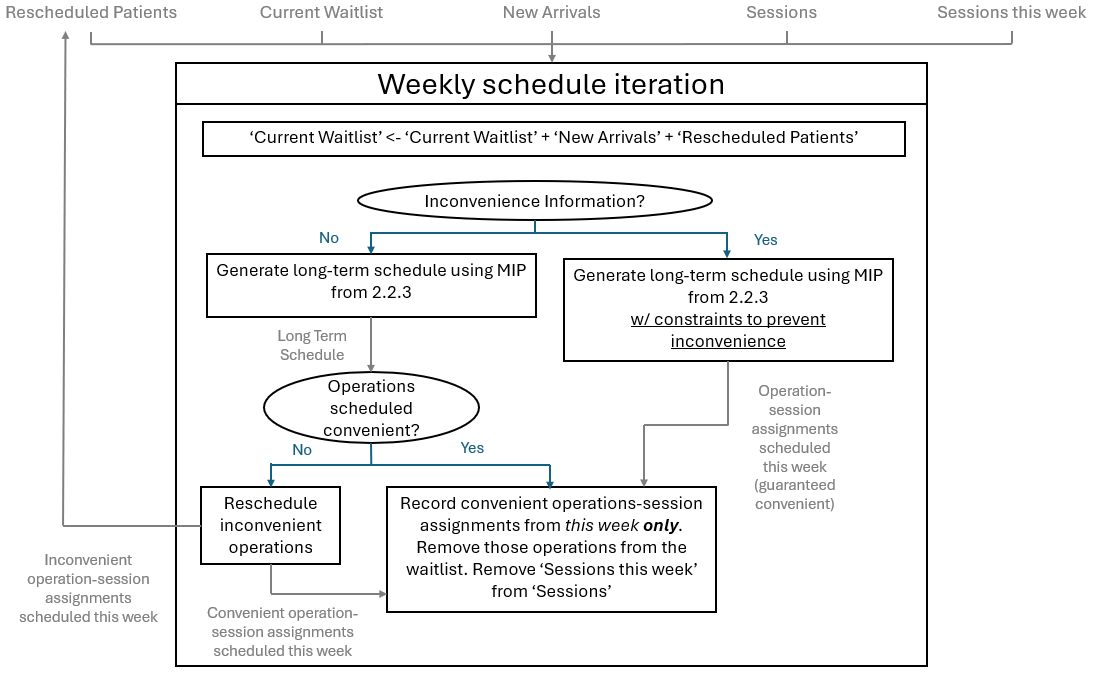 Rescheduled Patients
Current Waitlist
New Arrivals
Sessions
Sessions this week
Weekly schedule iteration
‘Current Waitlist’ <- ‘Current Waitlist’ + ‘New Arrivals’ + ‘Rescheduled Patients’
Inconvenience Information?
No
Yes
Generate long-term schedule using MIP
from 2.2.3
Generate long-term schedule using MIP
from 2.2.3
w/ constraints to prevent
inconvenience
Long Term
Schedule
Operations
scheduled
convenient?
Operation-
session
assignments
scheduled
this week
(guaranteed
convenient)
No
Yes
Reschedule
inconvenient
operations
Record convenient operations-session
assignments from this week only.
Remove those operations from the
waitlist. Remove ‘Sessions this week’
from ‘Sessions’
Inconvenient
operation-session
assignments
scheduled this week
Convenient operation-
session assignments
scheduled this week